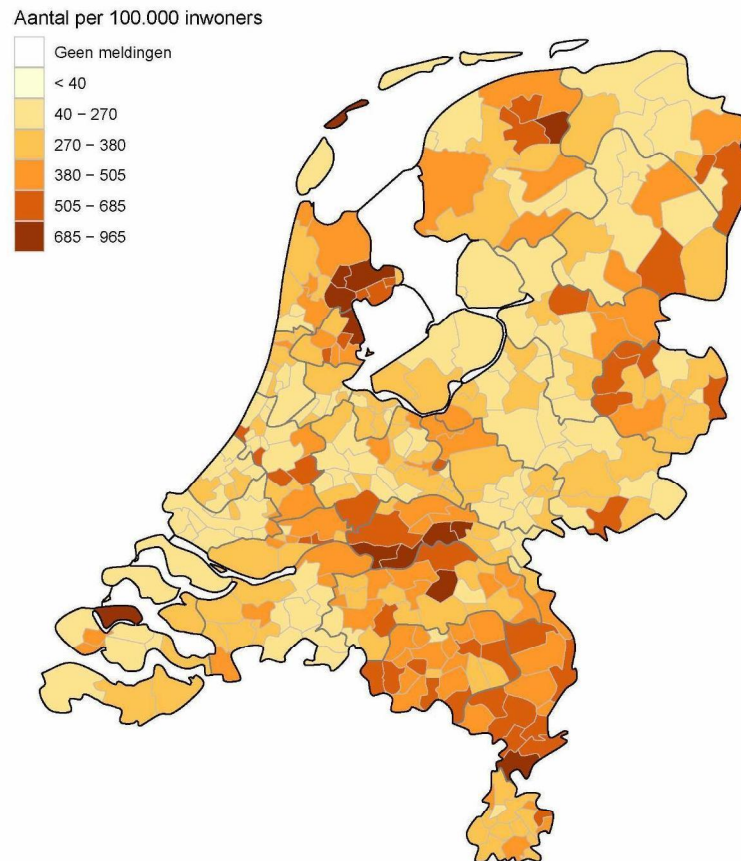 Aantal per 100.000 inwoners
Geen meldingen
< 40
40 – 270
270 – 380
380 – 505
505 – 685
685 – 965